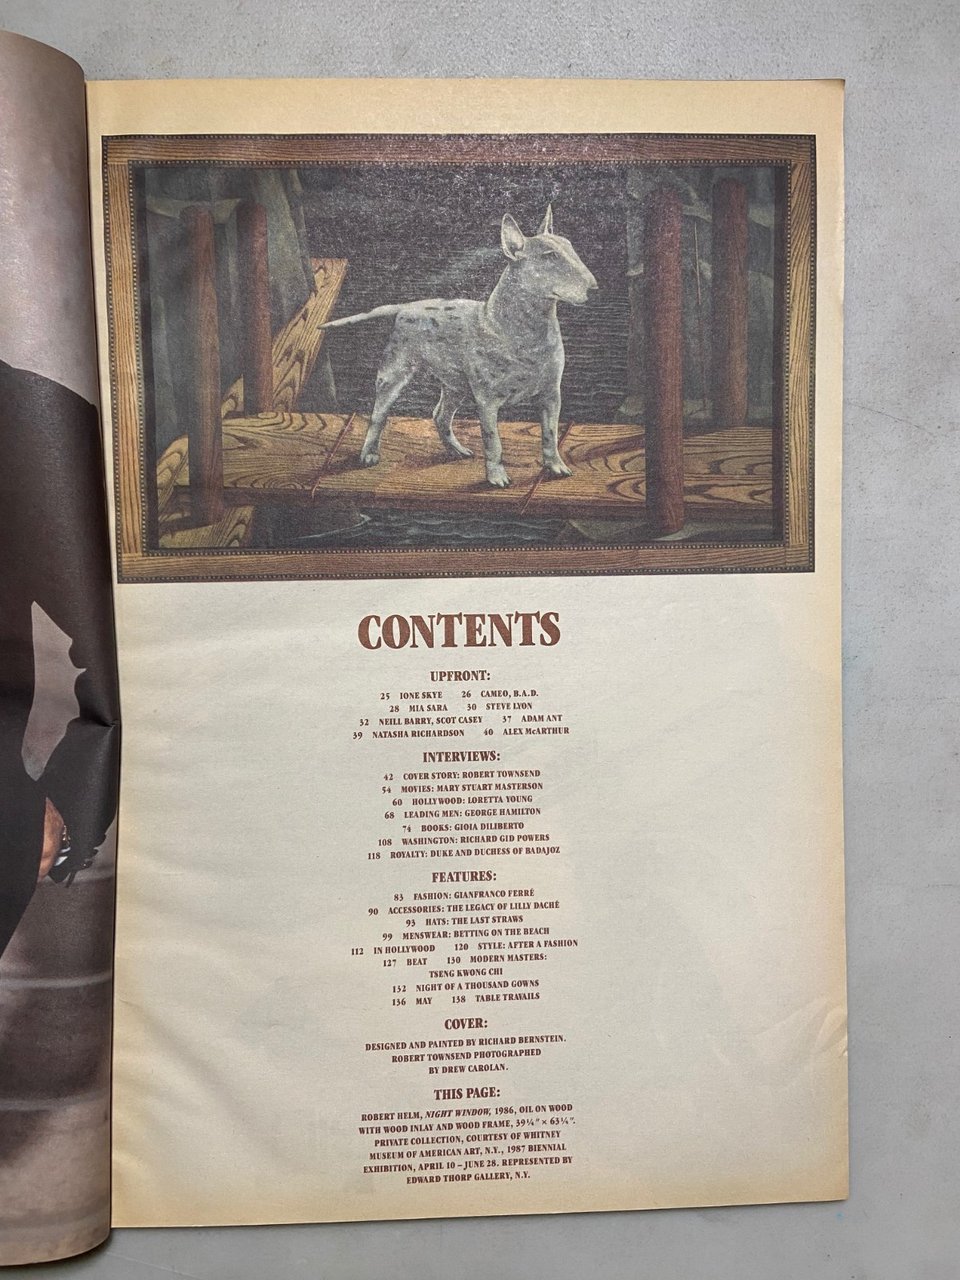 CONTENTS
UPFRONT:
25 IONE SKYE 26 CAMEO, B.A.D.
28 MIA SARA 30 STEVE LYON
32 NEILL BARRY, SCOT CASEY 37 ADAM ANT
39 NATASHA RICHARDSON 40 ALEX McARTHUR
INTERVIEWS:
42 COVER STORY: ROBERT TOWNSEND
54 MOVIES: MARY STUART MASTERSON
60 HOLLYWOOD: LORETTA YOUNG
68 LEADING MEN: GEORGE HAMILTON
74 BOOKS: GIOIA DILIBERTO
108 WASHINGTON: RICHARD GID POWERS
118 ROYALTY: DUKE AND DUCHESS OF BADAJOZ
FEATURES:
83 FASHION: GIANFRANCO FERRÉ
90 ACCESSORIES: THE LEGACY OF LILLY DACHÉ
93 HATS: THE LAST STRAWS
99 MENSWEAR: BETTING ON THE BEACH
112 IN HOLLYWOOD 120 STYLE: AFTER A FASHION
127 BEAT 130 MODERN MASTERS:
TSENG KWONG CHI
132 NIGHT OF A THOUSAND GOWNS
136 MAY 138 TABLE TRAVAILS
COVER:
DESIGNED AND PAINTED BY RICHARD BERNSTEIN.
ROBERT TOWNSEND PHOTOGRAPHED
BY DREW CAROLAN.
THIS PAGE:
ROBERT HELM, NIGHT WINDOW, 1986, OIL ON WOOD
WITH WOOD INLAY AND WOOD FRAME, 39¼" × 63¼".
PRIVATE COLLECTION, COURTESY OF WHITNEY
MUSEUM OF AMERICAN ART, N.Y., 1987 BIENNIAL
EXHIBITION, APRIL 10 – JUNE 28. REPRESENTED BY
EDWARD THORP GALLERY, N.Y.